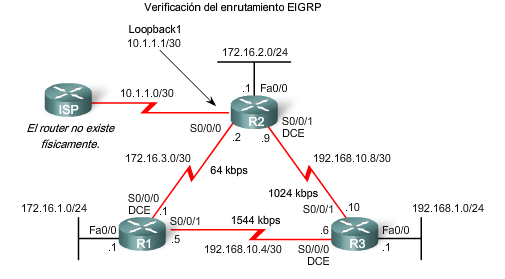 Verificación del enrutamiento EIGRP
Loopback1
10.1.1.1/30
172.16.2.0/24
10.1.1.0/30
.1
Fa0/0
ISP
R2
El router no existe
físicamente.
S0/0/0
S0/0/1
DCE
.2
.9
172.16.3.0/30
192.168.10.8/30
64 kbps
1024 kbps
S0/0/0
DCE
.1
S0/0/1
.10
172.16.1.0/24
192.168.1.0/24
Fa0/0
S0/0/1
1544 kbps
.6
Fa0/0
R1
R3
.1
.5
192.168.10.4/30
S0/0/0
DCE
.1